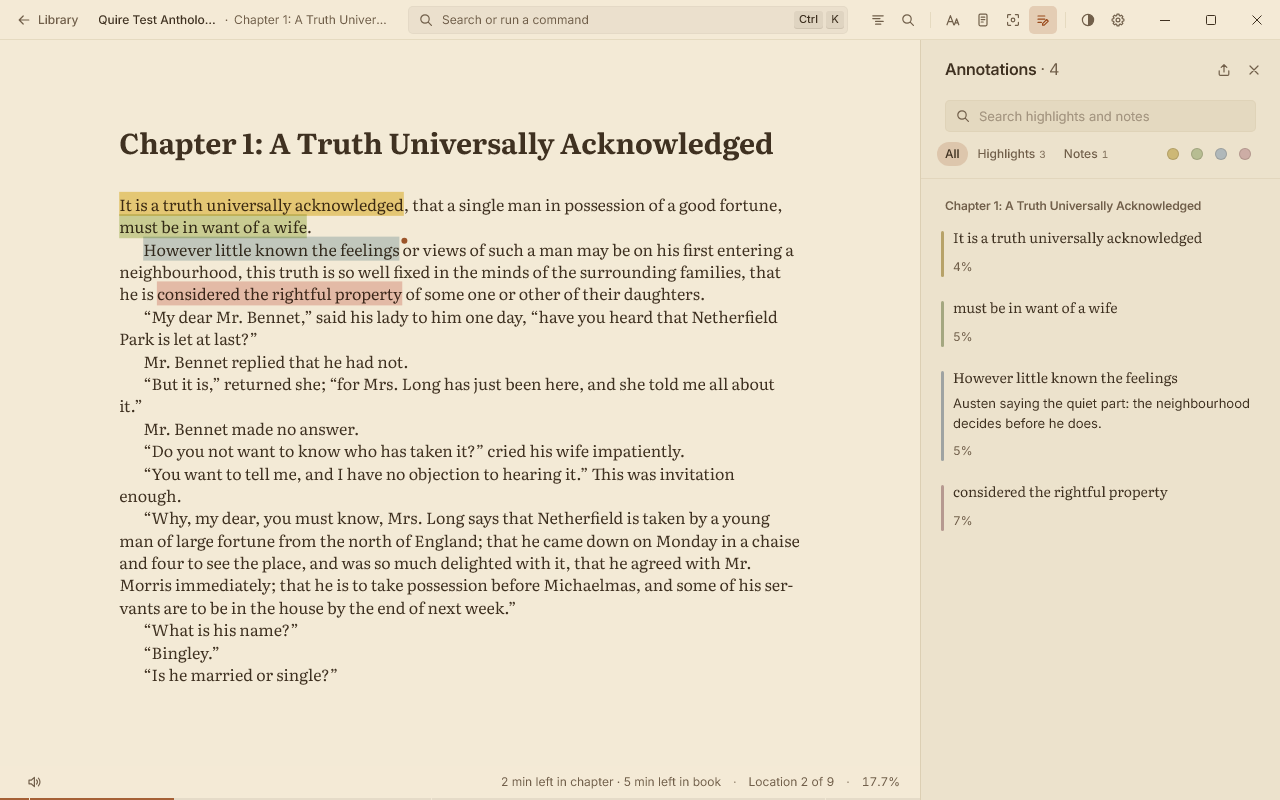 Library
Quire Test Antholo... · Chapter 1: A Truth Univer...
Search or run a command
Ctrl K
Annotations · 4
Search highlights and notes
All
Highlights 3
Notes 1
Chapter 1: A Truth Universally Acknowledged
It is a truth universally acknowledged
4%
must be in want of a wife
5%
However little known the feelings
Austen saying the quiet part: the neighbourhood
decides before he does.
5%
considered the rightful property
7%
Chapter 1: A Truth Universally Acknowledged
It is a truth universally acknowledged, that a single man in possession of a good fortune,
must be in want of a wife.
However little known the feelings or views of such a man may be on his first entering a
neighbourhood, this truth is so well fixed in the minds of the surrounding families, that
he is considered the rightful property of some one or other of their daughters.
“My dear Mr. Bennet,” said his lady to him one day, “have you heard that Netherfield
Park is let at last?”
Mr. Bennet replied that he had not.
“But it is,” returned she; “for Mrs. Long has just been here, and she told me all about
it.”
Mr. Bennet made no answer.
“Do you not want to know who has taken it?” cried his wife impatiently.
“You want to tell me, and I have no objection to hearing it.” This was invitation
enough.
“Why, my dear, you must know, Mrs. Long says that Netherfield is taken by a young
man of large fortune from the north of England; that he came down on Monday in a chaise
and four to see the place, and was so much delighted with it, that he agreed with Mr.
Morris immediately; that he is to take possession before Michaelmas, and some of his ser-
vants are to be in the house by the end of next week.”
“What is his name?”
“Bingley.”
“Is he married or single?”
2 min left in chapter · 5 min left in book · Location 2 of 9 · 17.7%